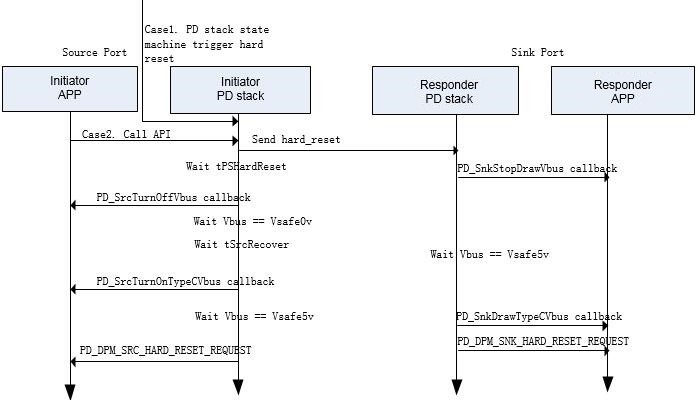 Case1. PD stack state
machine trigger hard
reset
Source Port
Sink Port
Initiator
APP
Initiator
PD stack
Responder
PD stack
Responder
APP
Case2. Call API
Send hard_reset
Wait tPSHardReset
PD_SnkStopDrawVbus callback
PD_SrcTurnOffVbus callback
Wait Vbus == Vsafe0v
Wait tSrcRecover
Wait Vbus == Vsafe5v
PD_SrcTurnOnTypeCVbus callback
Wait Vbus == Vsafe5v
PD_SnkDrawTypeCVbus callback
PD_DPM_SNK_HARD_RESET_REQUEST
PD_DPM_SRC_HARD_RESET_REQUEST